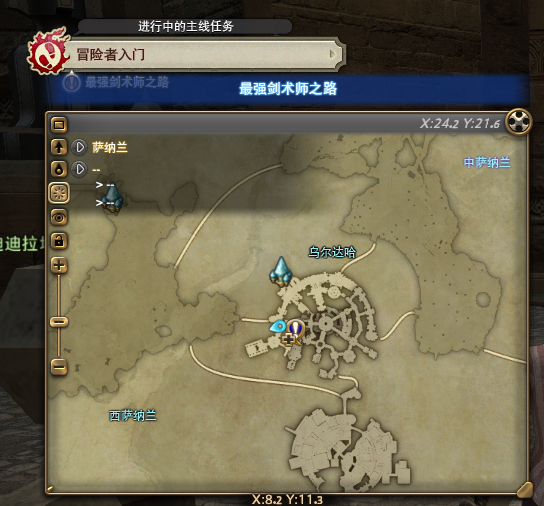 进行中的主线任务
冒险者入门
最强剑术师之路
最强剑术师之路
X:24.2 Y:21.6
萨纳兰
--
> --
> --
中萨纳兰
乌尔达哈
西萨纳兰
X:8.2 Y:11.3